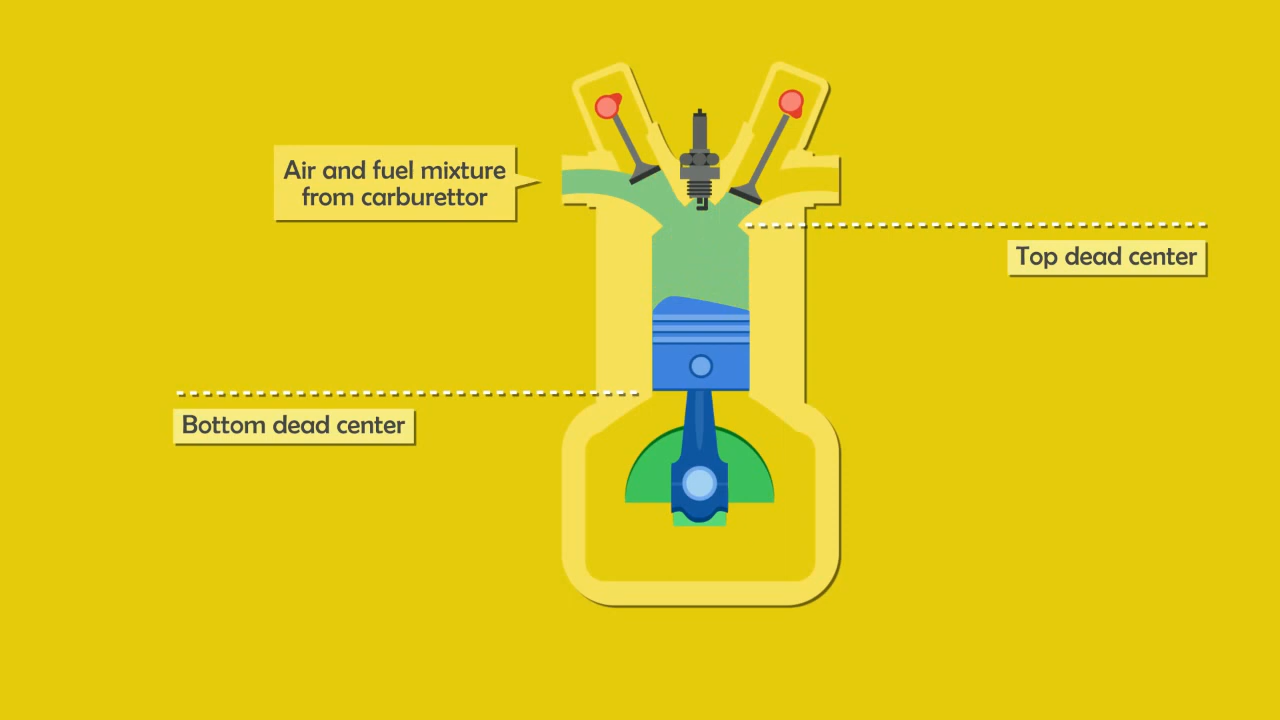 Air and fuel mixture
from carburettor
Top dead center
Bottom dead center